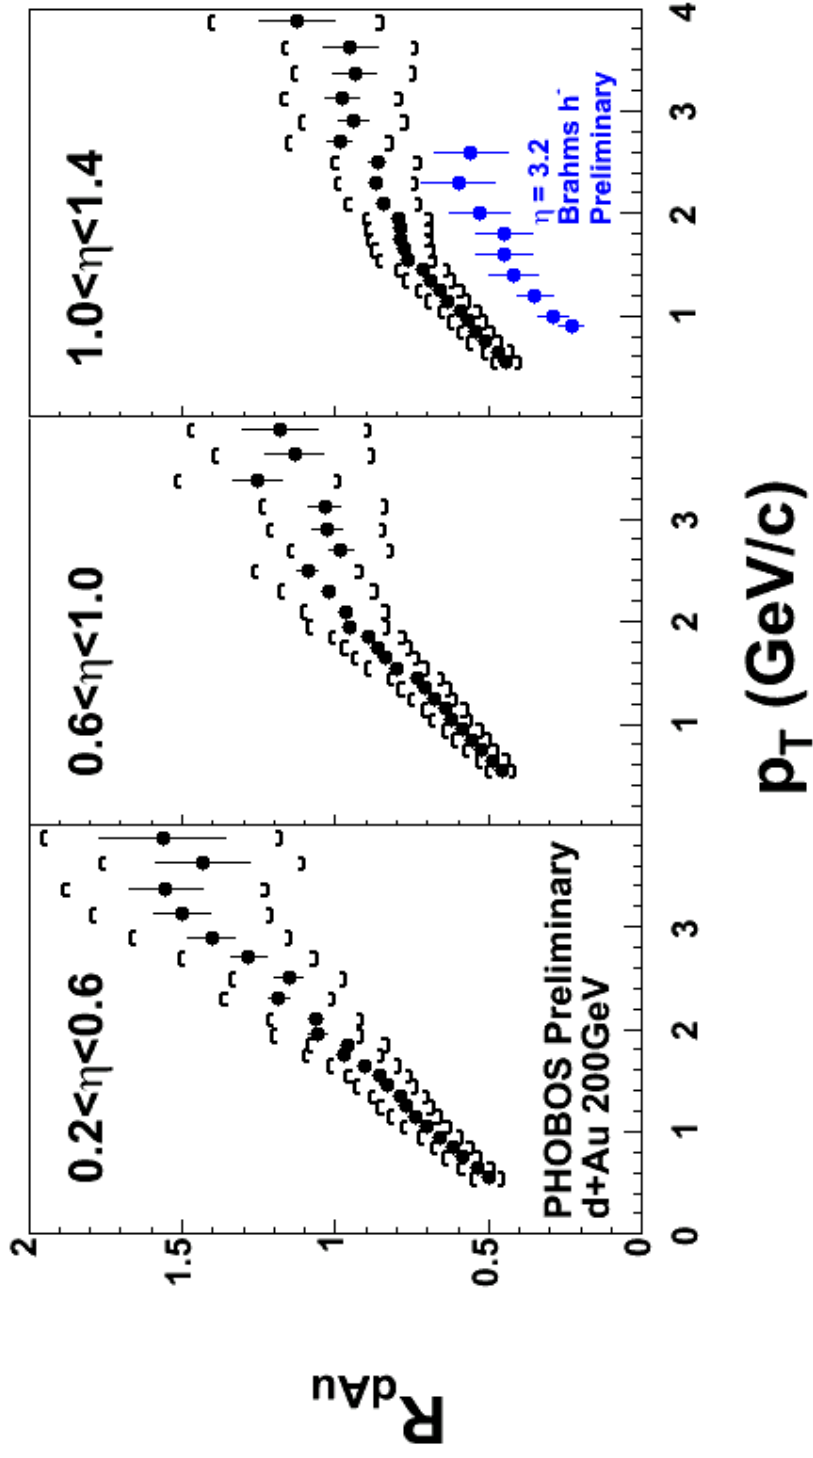 R_dAu
2
1.5
1
0.5
0
0.2<η<0.6
0.6<η<1.0
1.0<η<1.4
PHOBOS Preliminary
d+Au 200GeV
η = 3.2
Brahms h⁻
Preliminary
0 1 2 3 1 2 3 1 2 3 4
p_T (GeV/c)